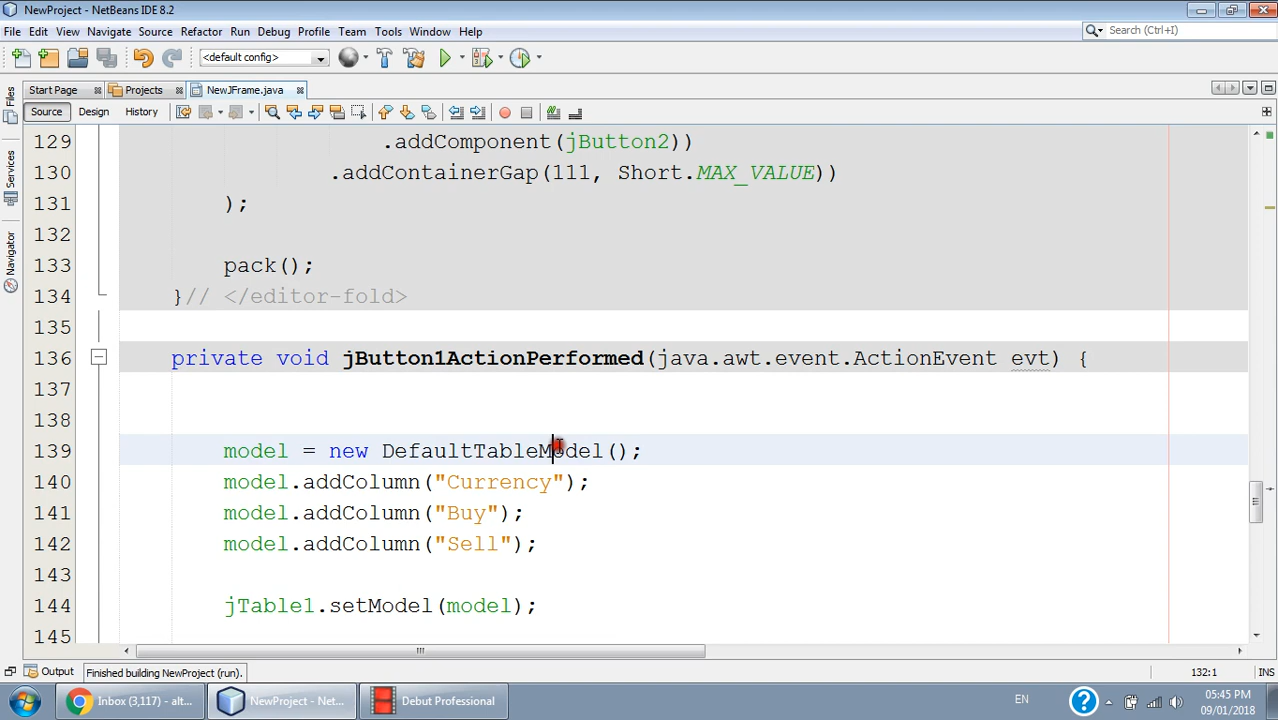 NewProject - NetBeans IDE 8.2
File Edit View Navigate Source Refactor Run Debug Profile Team Tools Window Help
Search (Ctrl+I)
<default config>
Start Page Projects NewJFrame.java
Source Design History
Files
Services
Navigator
129 .addComponent(jButton2))
130 .addContainerGap(111, Short.MAX_VALUE))
131 );
132
133 pack();
134 }// </editor-fold>
135
136 private void jButton1ActionPerformed(java.awt.event.ActionEvent evt) {
137
138
139 model = new DefaultTableModel();
140 model.addColumn("Currency");
141 model.addColumn("Buy");
142 model.addColumn("Sell");
143
144 jTable1.setModel(model);
145
Output Finished building NewProject (run). 132:1 INS
Inbox (3,117) - alt... NewProject - Net... Debut Professional EN 05:45 PM
09/01/2018